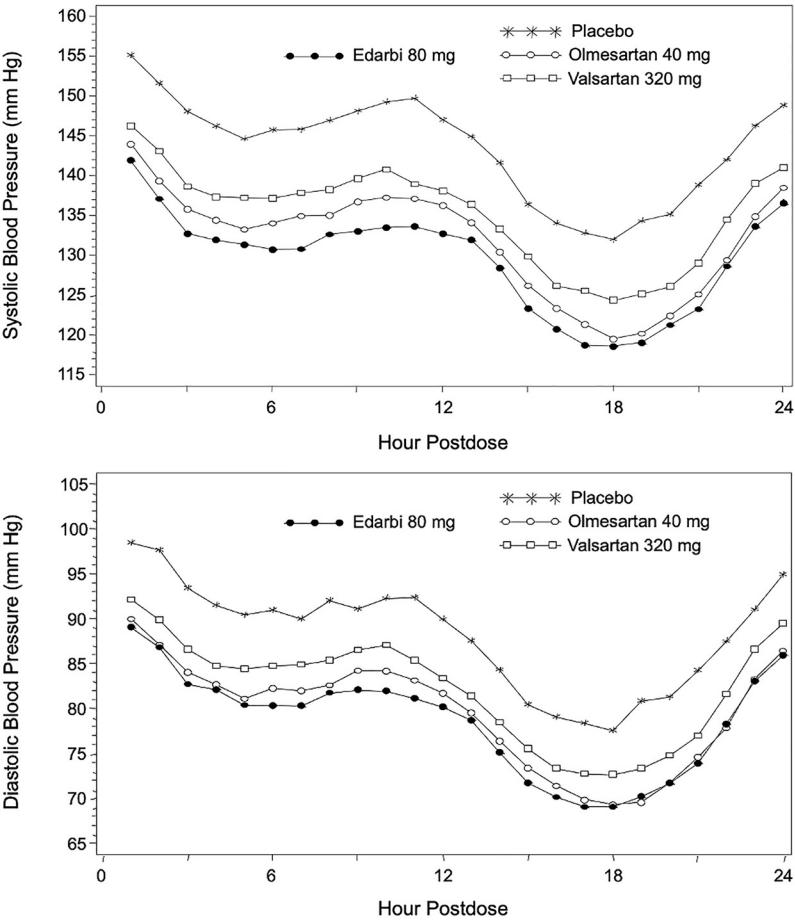 Systolic Blood Pressure (mm Hg)
160
155
150
145
140
135
130
125
120
115
Placebo
Edarbi 80 mg
Olmesartan 40 mg
Valsartan 320 mg
0 6 12 18 24
Hour Postdose
Diastolic Blood Pressure (mm Hg)
105
100
95
90
85
80
75
70
65
Placebo
Edarbi 80 mg
Olmesartan 40 mg
Valsartan 320 mg
0 6 12 18 24
Hour Postdose